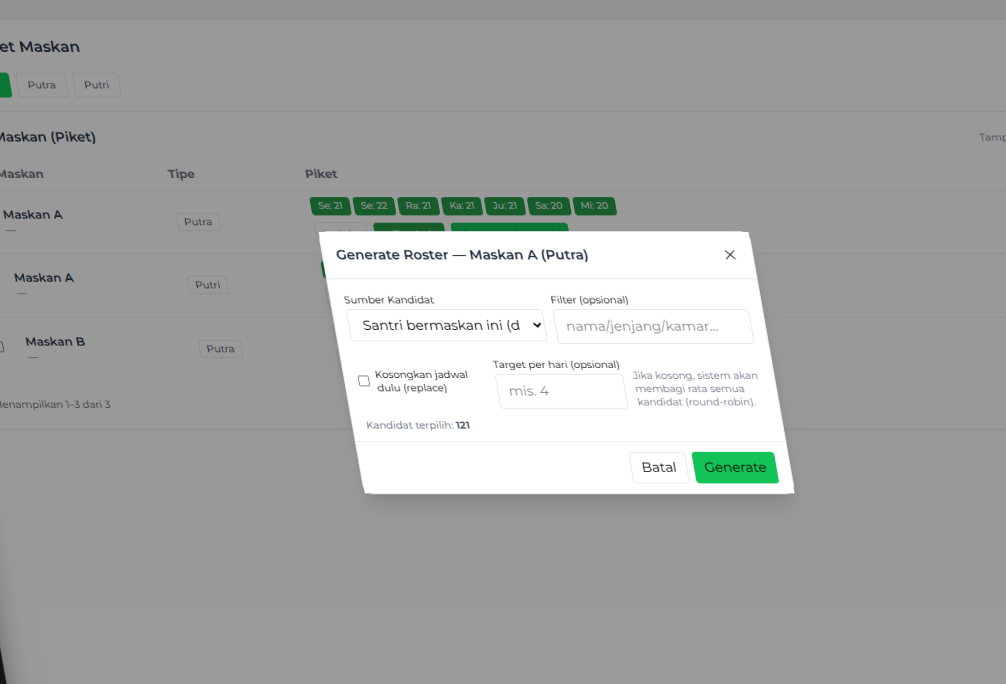 et Maskan
Putra
Putri
Maskan (Piket)
Tamp
Maskan
Tipe
Piket
Maskan A
—
Putra
Se: 21
Se: 22
Ra: 21
Ka: 21
Ju: 21
Sa: 20
Mi: 20
Maskan A
—
Putri
Maskan B
—
Putra
Menampilkan 1–3 dari 3
Generate Roster — Maskan A (Putra)
Sumber Kandidat
Filter (opsional)
Santri bermaskan ini (d
nama/jenjang/kamar...
Kosongkan jadwal
dulu (replace)
Target per hari (opsional)
mis. 4
Jika kosong, sistem akan
membagi rata semua
kandidat (round-robin).
Kandidat terpilih: 121
Batal
Generate